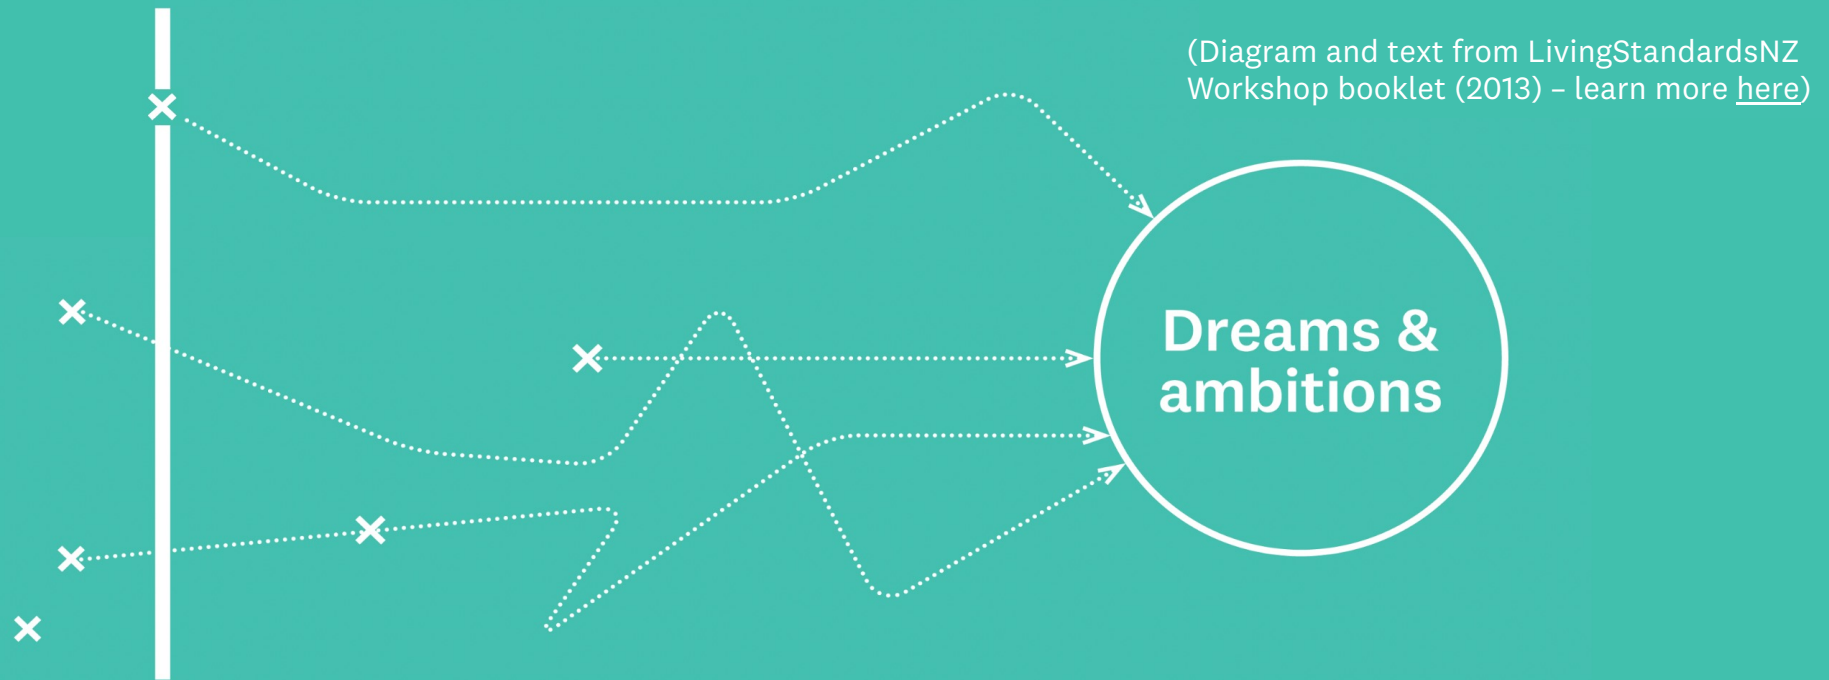 (Diagram and text from LivingStandardsNZ
Workshop booklet (2013) – learn more here)
Dreams &
ambitions